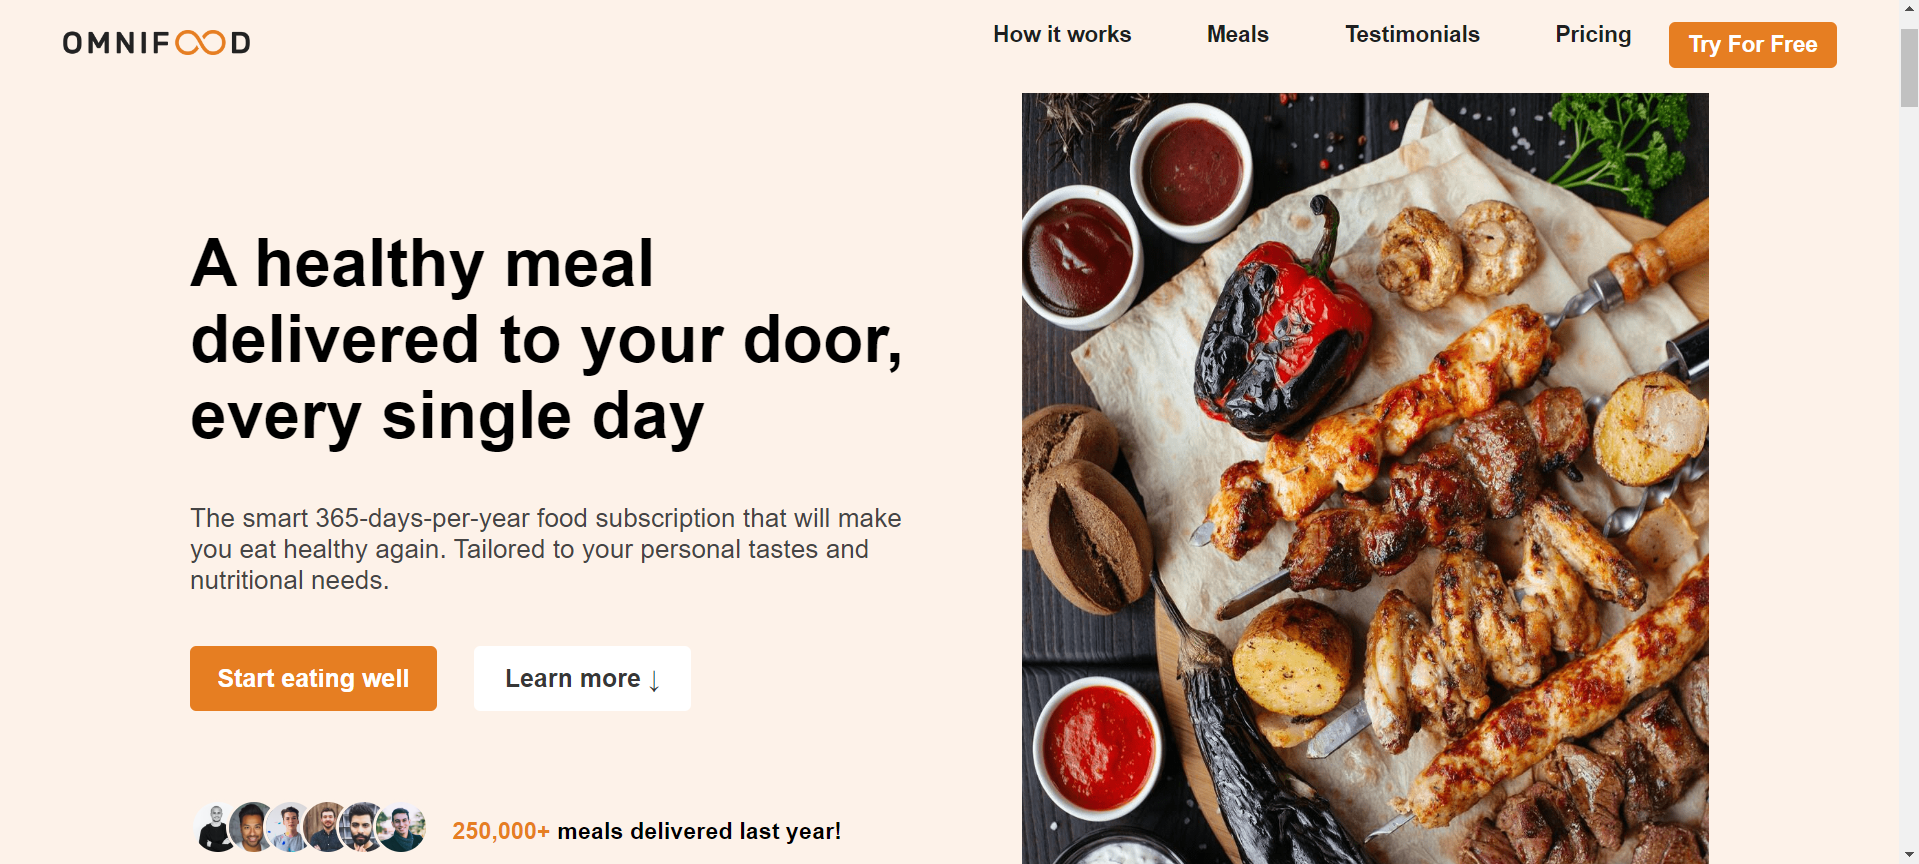 OMNIFOOD
How it works
Meals
Testimonials
Pricing
Try For Free
A healthy meal
delivered to your door,
every single day
The smart 365-days-per-year food subscription that will make
you eat healthy again. Tailored to your personal tastes and
nutritional needs.
Start eating well
Learn more ↓
250,000+ meals delivered last year!